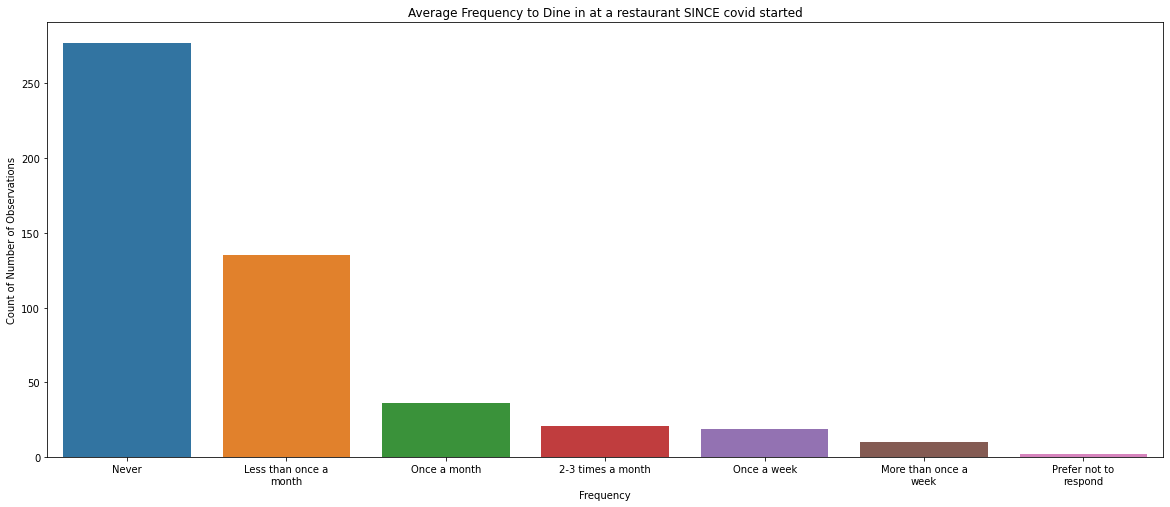 Average Frequency to Dine in at a restaurant SINCE covid started
Count of Number of Observations
250
200
150
100
50
0
Never
Less than once a
month
Once a month
2-3 times a month
Once a week
More than once a
week
Prefer not to
respond
Frequency